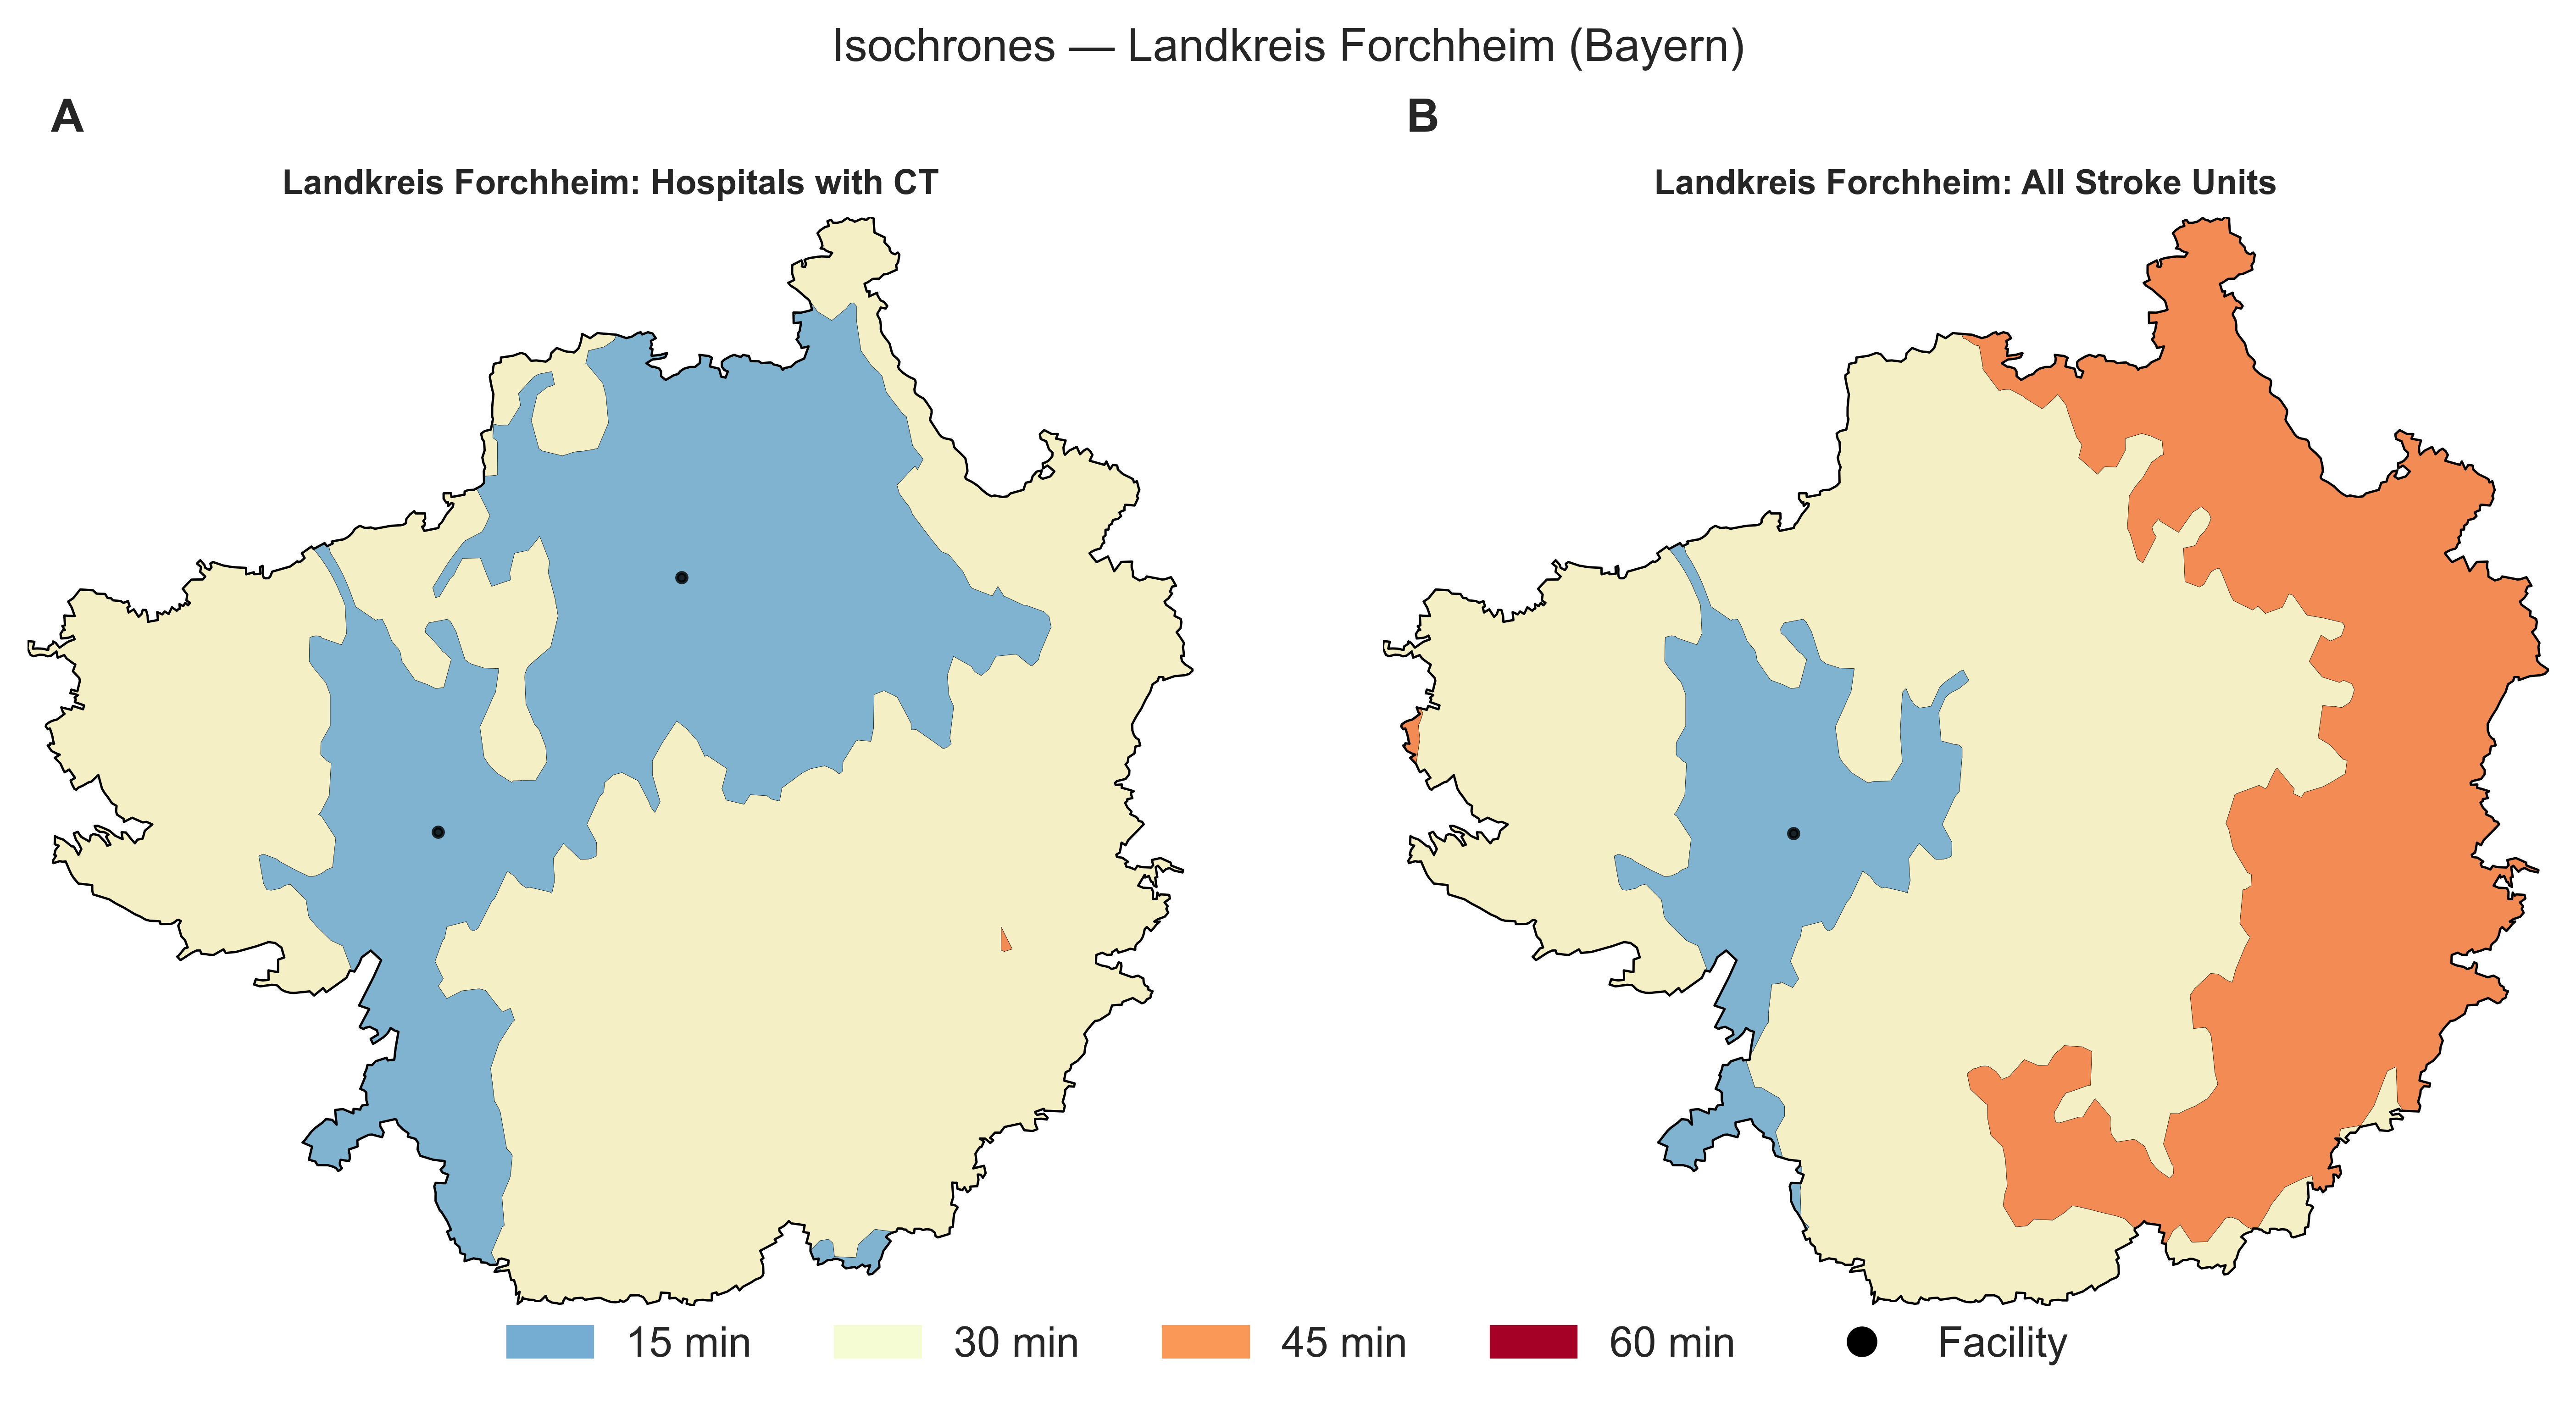 Isochrones — Landkreis Forchheim (Bayern)
A
B
Landkreis Forchheim: Hospitals with CT
Landkreis Forchheim: All Stroke Units
15 min
30 min
45 min
60 min
Facility